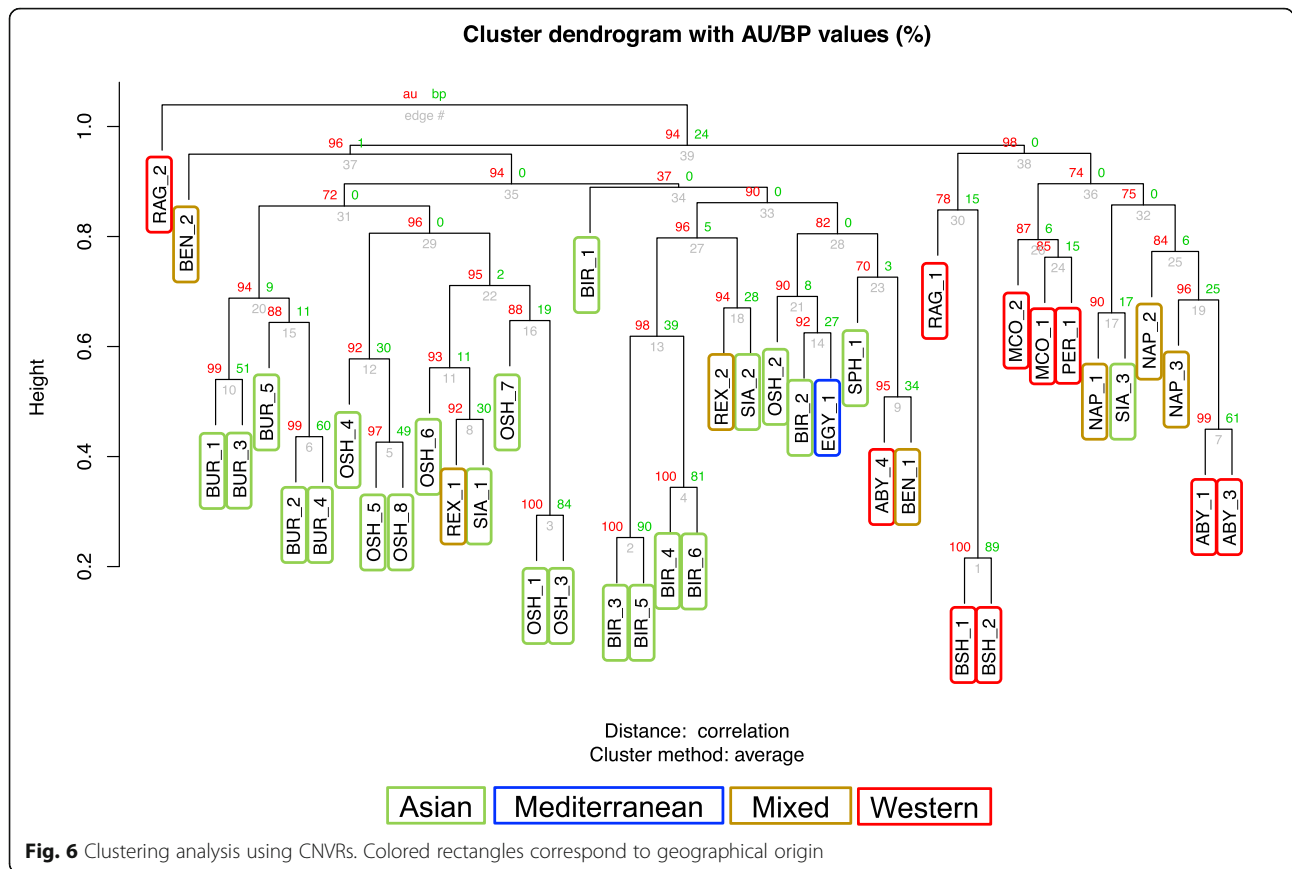 Cluster dendrogram with AU/BP values (%)
au bp
edge #
Height
1.0
0.8
0.6
0.4
0.2
94 24
39
96 1
37
98 0
38
94 0
35
37 0
34
74 0
36
72 0
31
90 0
33
75 0
32
96 0
29
96 5
27
82 0
28
78 15
30
87 6
85 15
24
84 6
25
94 9
20
88 11
15
95 2
22
88 19
16
98 39
13
94 28
18
90 8
21
92 27
14
70 3
23
90 17
17
96 25
19
99 51
10
99 60
6
92 30
12
97 49
5
93 11
11
92 30
8
100 84
3
100 90
2
100 81
4
95 34
9
100 89
1
99 61
7
RAG_2
BEN_2
BUR_1
BUR_3
BUR_5
BUR_2
BUR_4
OSH_4
OSH_5
OSH_8
OSH_6
REX_1
SIA_1
OSH_7
OSH_1
OSH_3
BIR_1
BIR_3
BIR_5
BIR_4
BIR_6
REX_2
SIA_2
OSH_2
BIR_2
EGY_1
SPH_1
ABY_4
BEN_1
RAG_1
BSH_1
BSH_2
MCO_2
MCO_1
PER_1
NAP_1
SIA_3
NAP_2
NAP_3
ABY_1
ABY_3
Distance: correlation
Cluster method: average
Asian
Mediterranean
Mixed
Western
Fig. 6 Clustering analysis using CNVRs. Colored rectangles correspond to geographical origin